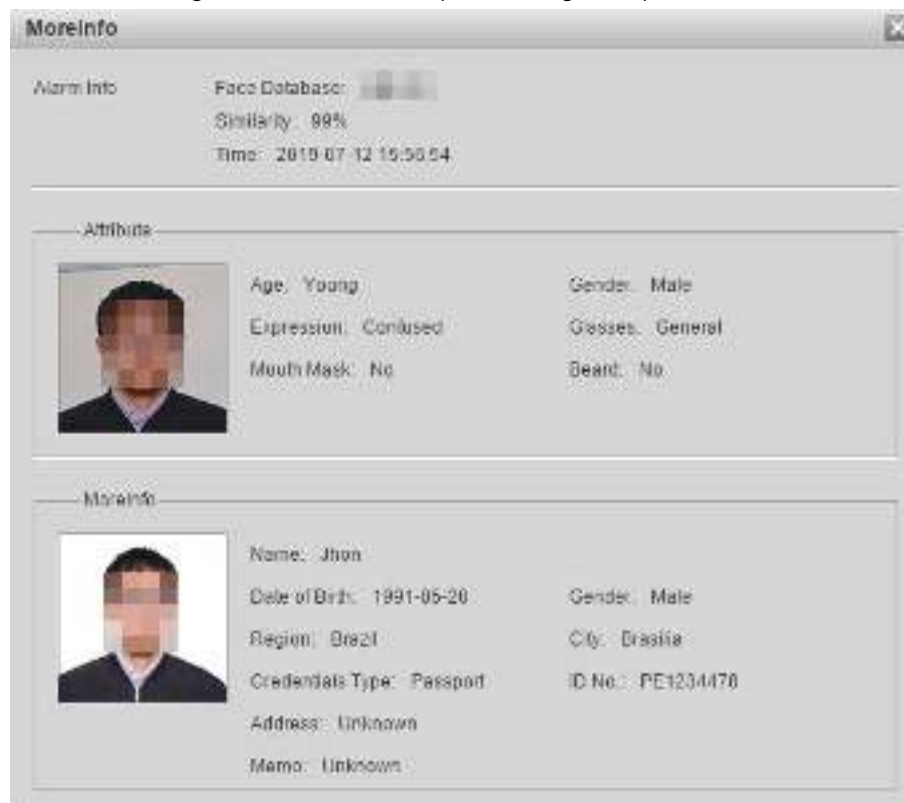 MoreInfo
Alarm Info
Face Database:
Similarity: 99%
Time: 2019-07-12 15:56:54
Attribute
Age: Young Gender: Male
Expression: Confused Glasses: General
Mouth Mask: No Beard: No
MoreInfo
Name: Jhon
Date of Birth: 1991-05-20 Gender: Male
Region: Brazil City: Brasilia
Credentials Type: Passport ID No.: PE1234478
Address: Unknown
Memo: Unknown